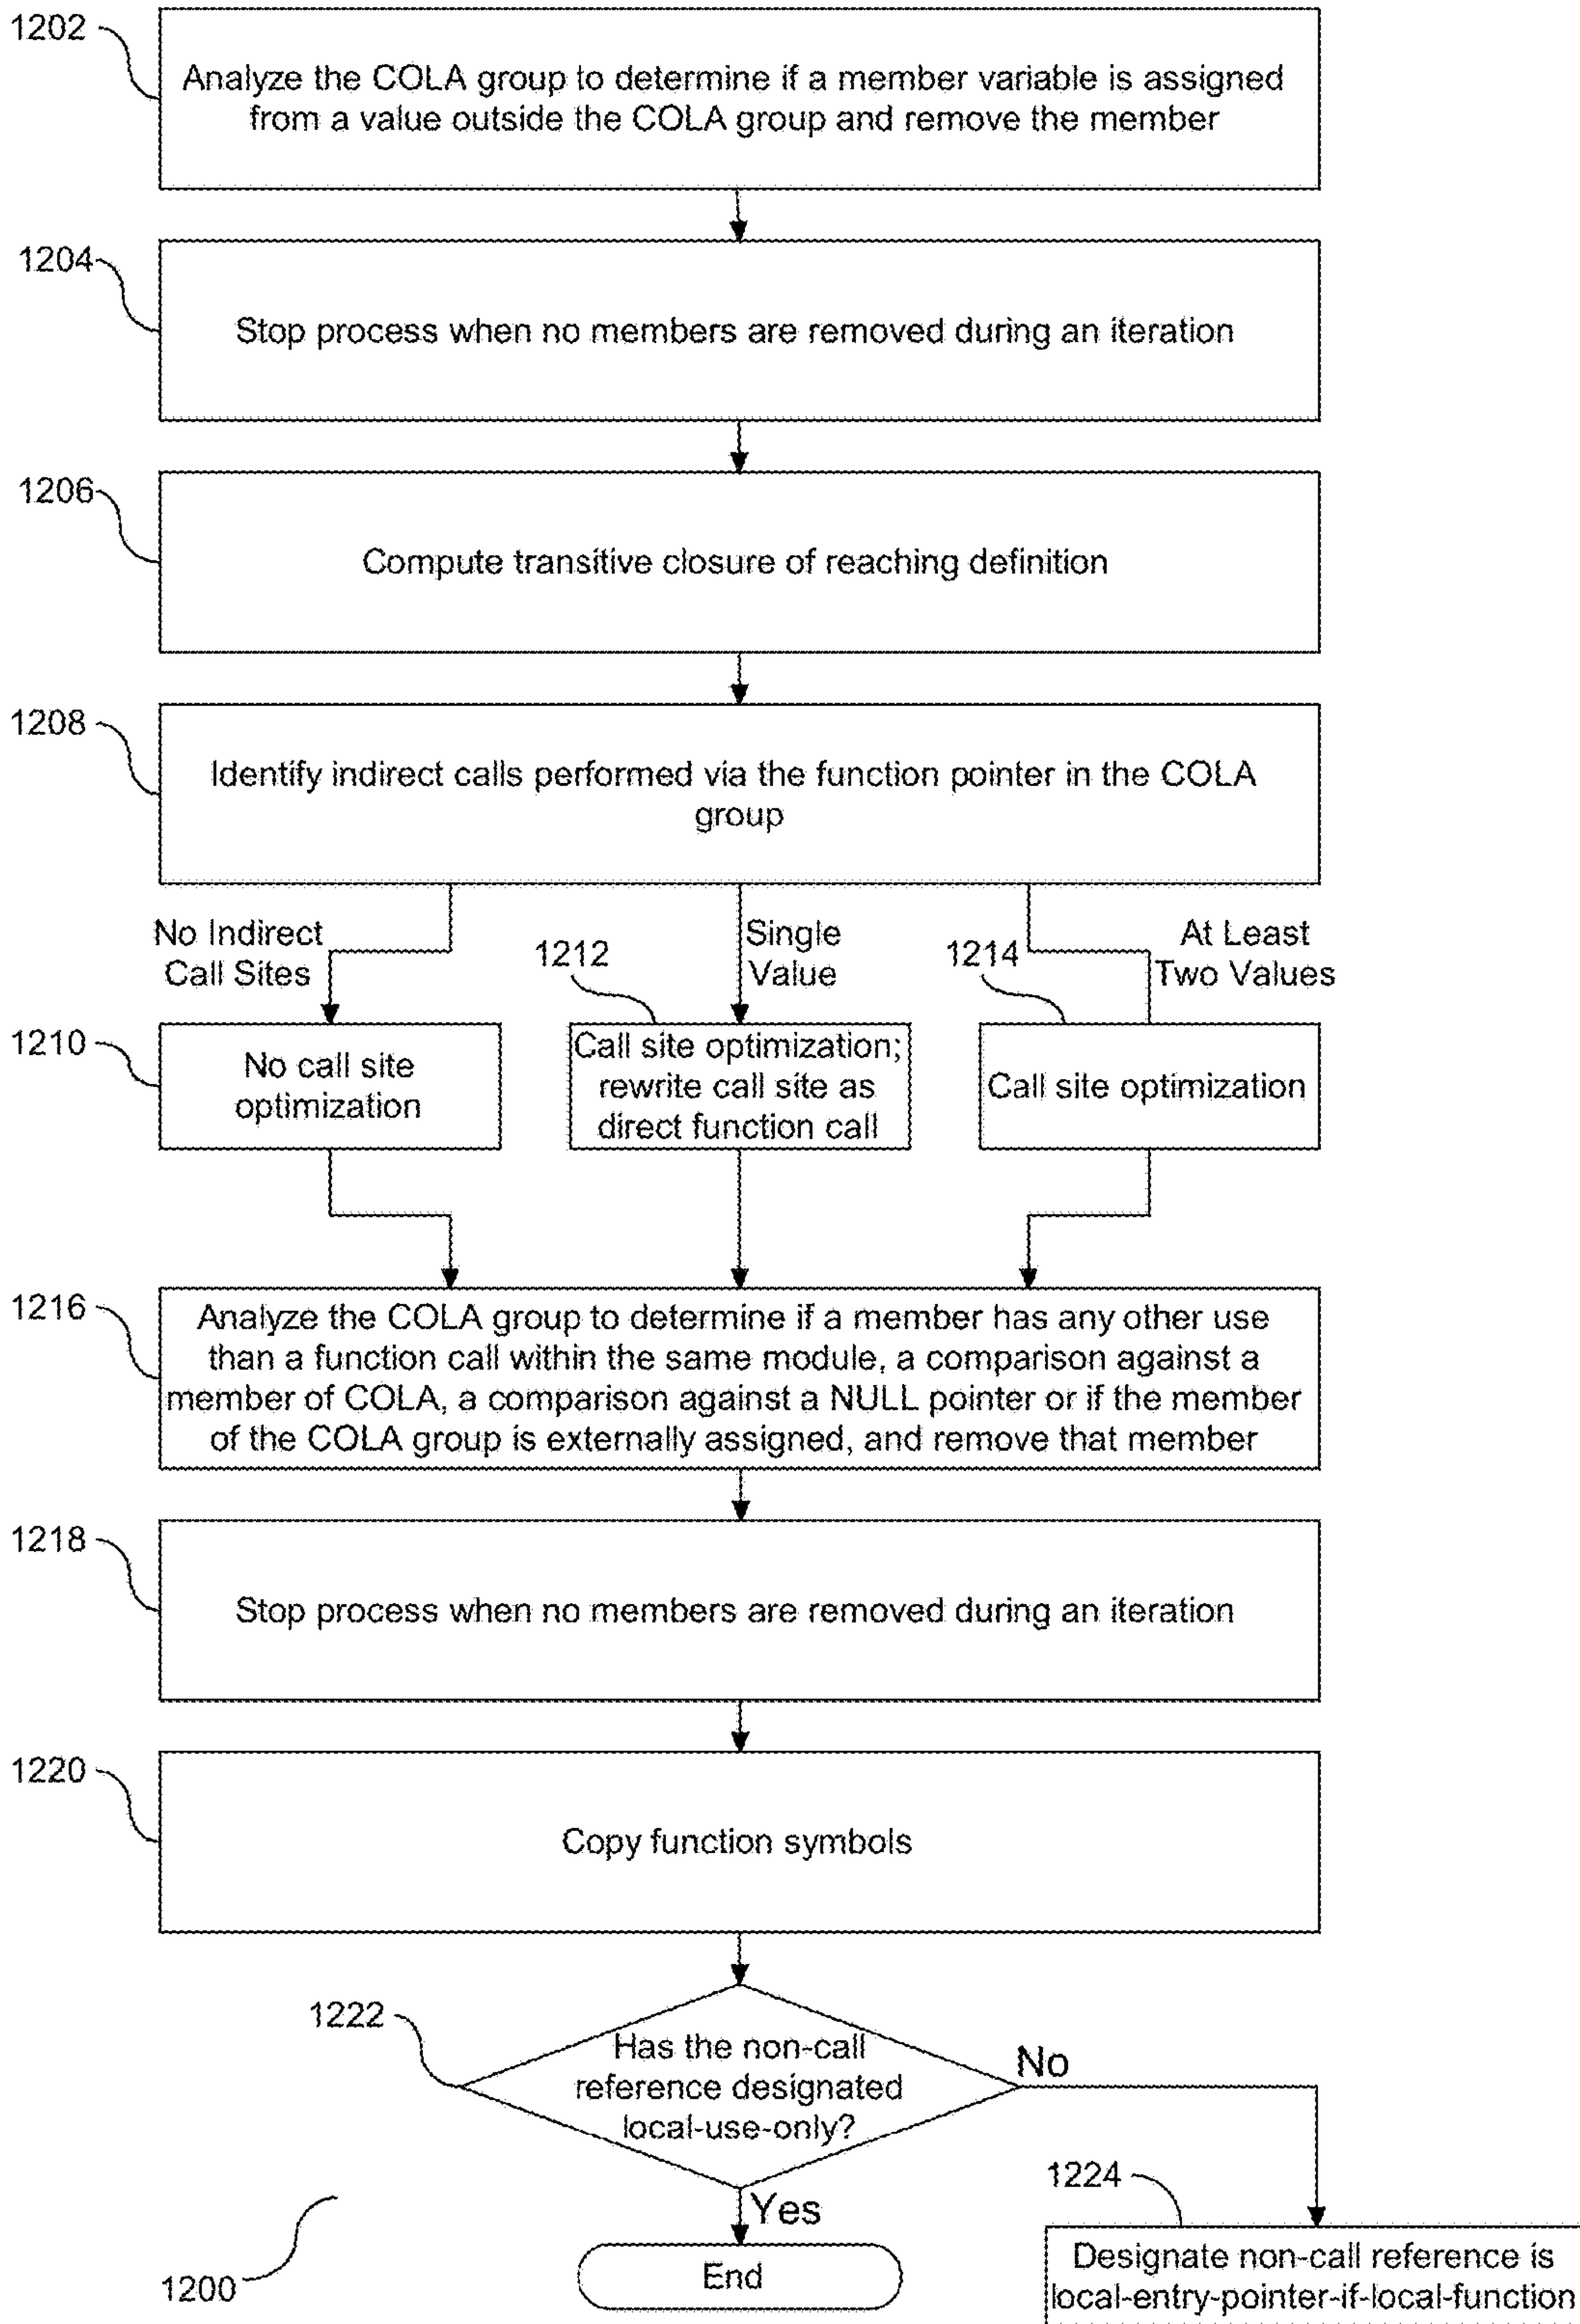 1202
Analyze the COLA group to determine if a member variable is assigned
from a value outside the COLA group and remove the member
1204
Stop process when no members are removed during an iteration
1206
Compute transitive closure of reaching definition
1208
Identify indirect calls performed via the function pointer in the COLA
group
No Indirect
Call Sites
1212
Single
Value
1214
At Least
Two Values
1210
No call site
optimization
Call site optimization;
rewrite call site as
direct function call
Call site optimization
1216
Analyze the COLA group to determine if a member has any other use
than a function call within the same module, a comparison against a
member of COLA, a comparison against a NULL pointer or if the member
of the COLA group is externally assigned, and remove that member
1218
Stop process when no members are removed during an iteration
1220
Copy function symbols
1222
Has the non-call
reference designated
local-use-only?
No
Yes
1224
End
Designate non-call reference is
local-entry-pointer-if-local-function
1200